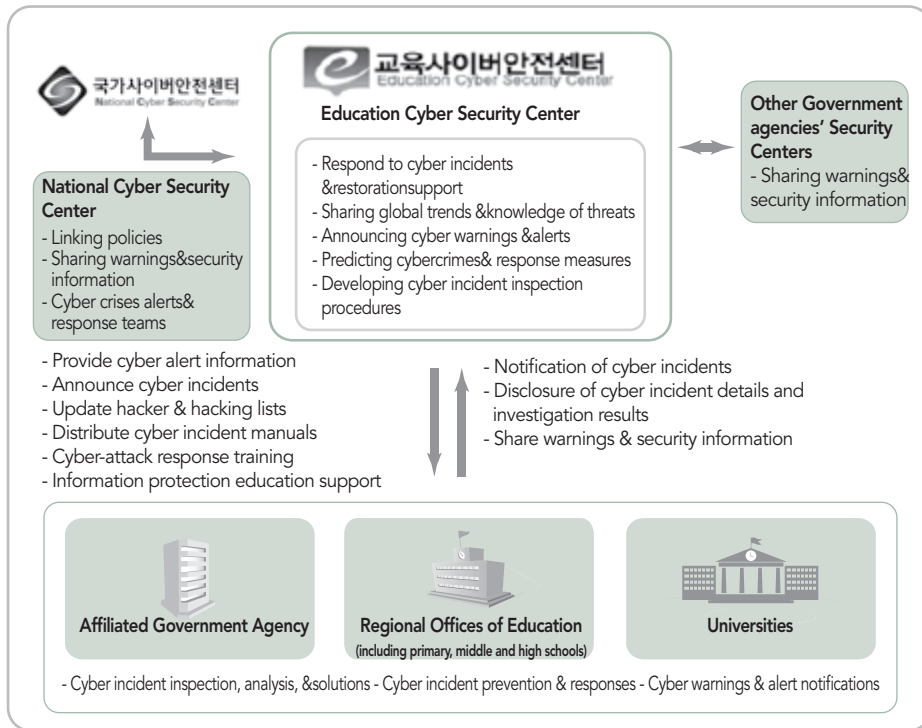 국가사이버안전센터
National Cyber Security Center
교육사이버안전센터
Education Cyber Security Center
Education Cyber Security Center
- Respond to cyber incidents
&restorationsupport
- Sharing global trends &knowledge of threats
- Announcing cyber warnings &alerts
- Predicting cybercrimes& response measures
- Developing cyber incident inspection
procedures
Other Government
agencies' Security
Centers
- Sharing warnings&
security information
National Cyber Security
Center
- Linking policies
- Sharing warnings&security
information
- Cyber crises alerts&
response teams
- Provide cyber alert information
- Announce cyber incidents
- Update hacker & hacking lists
- Distribute cyber incident manuals
- Cyber-attack response training
- Information protection education support
- Notification of cyber incidents
- Disclosure of cyber incident details and
investigation results
- Share warnings & security information
Affiliated Government Agency
Regional Offices of Education
(including primary, middle and high schools)
Universities
- Cyber incident inspection, analysis, &solutions - Cyber incident prevention & responses - Cyber warnings & alert notifications